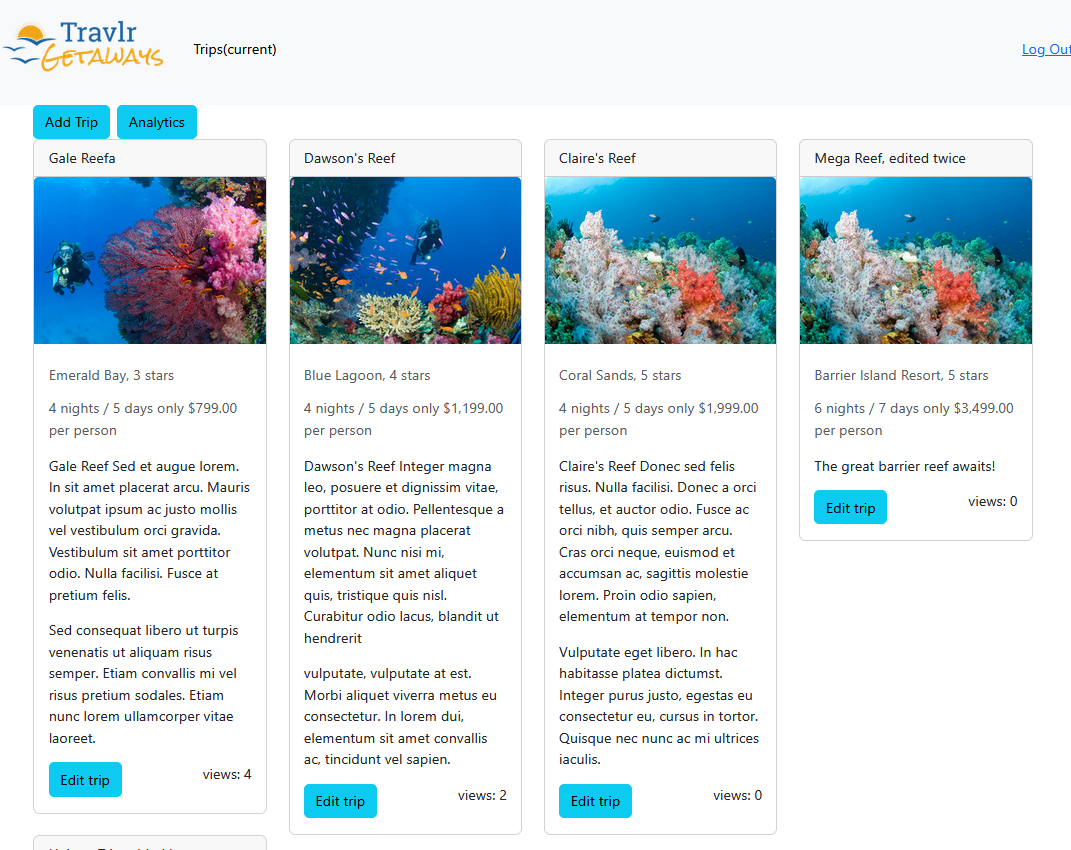 Travlr
GETAWAYS
Trips(current)
Log Out
Add Trip
Analytics
Gale Reefa
Emerald Bay, 3 stars
4 nights / 5 days only $799.00
per person
Gale Reef Sed et augue lorem.
In sit amet placerat arcu. Mauris
volutpat ipsum ac justo mollis
vel vestibulum orci gravida.
Vestibulum sit amet porttitor
odio. Nulla facilisi. Fusce at
pretium felis.
Sed consequat libero ut turpis
venenatis ut aliquam risus
semper. Etiam convallis mi vel
risus pretium sodales. Etiam
nunc lorem ullamcorper vitae
laoreet.
Edit trip
views: 4
Dawson's Reef
Blue Lagoon, 4 stars
4 nights / 5 days only $1,199.00
per person
Dawson's Reef Integer magna
leo, posuere et dignissim vitae,
porttitor at odio. Pellentesque a
metus nec magna placerat
volutpat. Nunc nisi mi,
elementum sit amet aliquet
quis, tristique quis nisl.
Curabitur odio lacus, blandit ut
hendrerit
vulputate, vulputate at est.
Morbi aliquet viverra metus eu
consectetur. In lorem dui,
elementum sit amet convallis
ac, tincidunt vel sapien.
Edit trip
views: 2
Claire's Reef
Coral Sands, 5 stars
4 nights / 5 days only $1,999.00
per person
Claire's Reef Donec sed felis
risus. Nulla facilisi. Donec a orci
tellus, et auctor odio. Fusce ac
orci nibh, quis semper arcu.
Cras orci neque, euismod et
accumsan ac, sagittis molestie
lorem. Proin odio sapien,
elementum at tempor non.
Vulputate eget libero. In hac
habitasse platea dictumst.
Integer purus justo, egestas eu
consectetur eu, cursus in tortor.
Quisque nec nunc ac mi ultrices
iaculis.
Edit trip
views: 0
Mega Reef, edited twice
Barrier Island Resort, 5 stars
6 nights / 7 days only $3,499.00
per person
The great barrier reef awaits!
Edit trip
views: 0